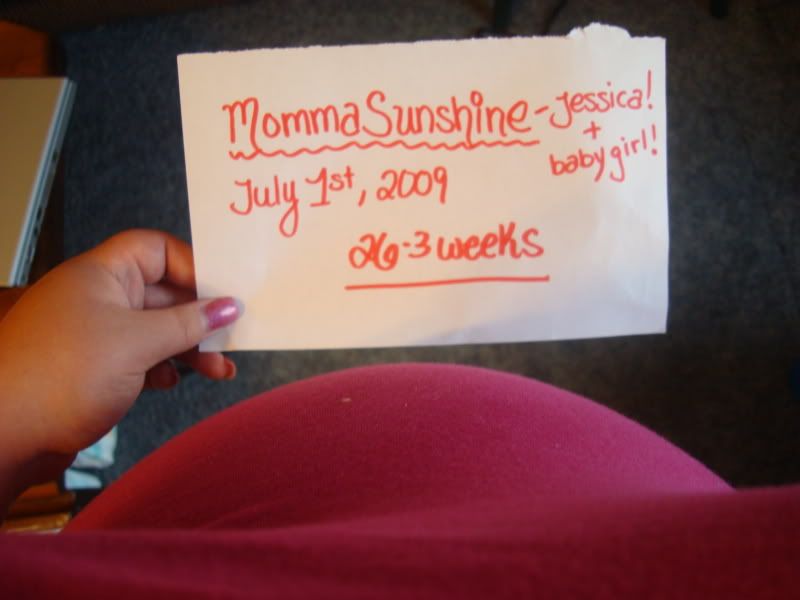 MommaSunshine - Jessica!
+
baby girl!
July 1st, 2009
26-3 weeks